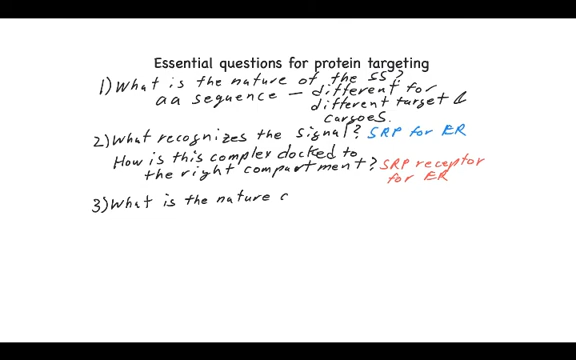 Essential questions for protein targeting
1) What is the nature of the SS?
aa sequence - different for
different target &
cargoes.
2) What recognizes the signal? SRP for ER
How is this complex docked to
the right compartment? SRP receptor
for ER
3) What is the nature